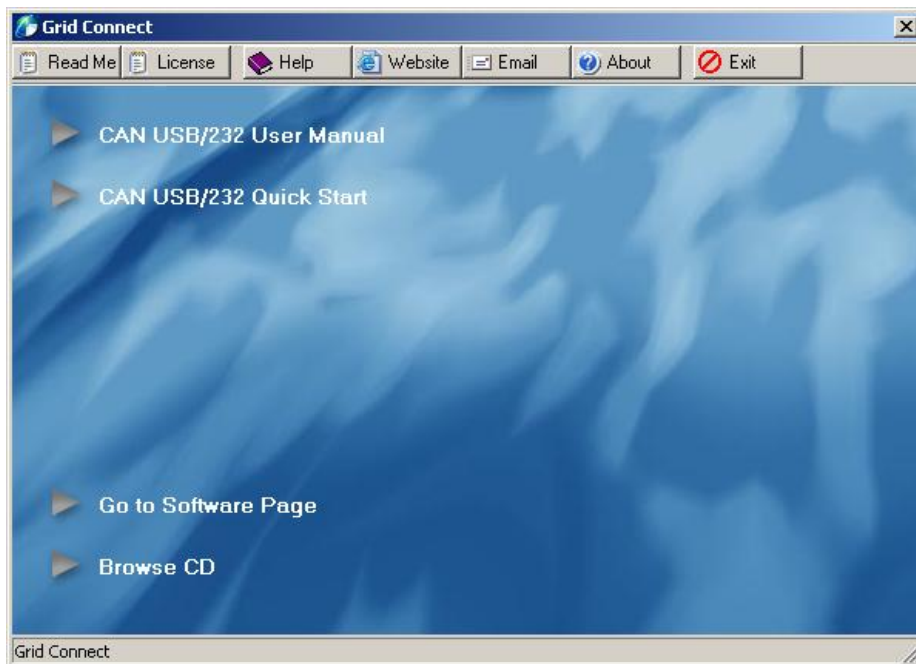 Grid Connect
Read Me License Help Website Email About Exit
CAN USB/232 User Manual
CAN USB/232 Quick Start
Go to Software Page
Browse CD
Grid Connect